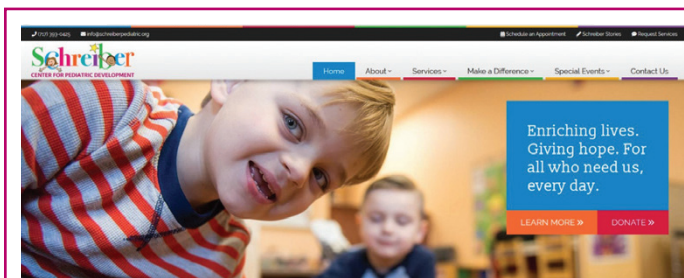 (717) 393-0425 info@schreiberpediatric.org Schedule an Appointment Schreiber Stories Request Services
Schreiber
CENTER FOR PEDIATRIC DEVELOPMENT
Home About Services Make a Difference Special Events Contact Us
Enriching lives.
Giving hope. For
all who need us,
every day.
LEARN MORE » DONATE »